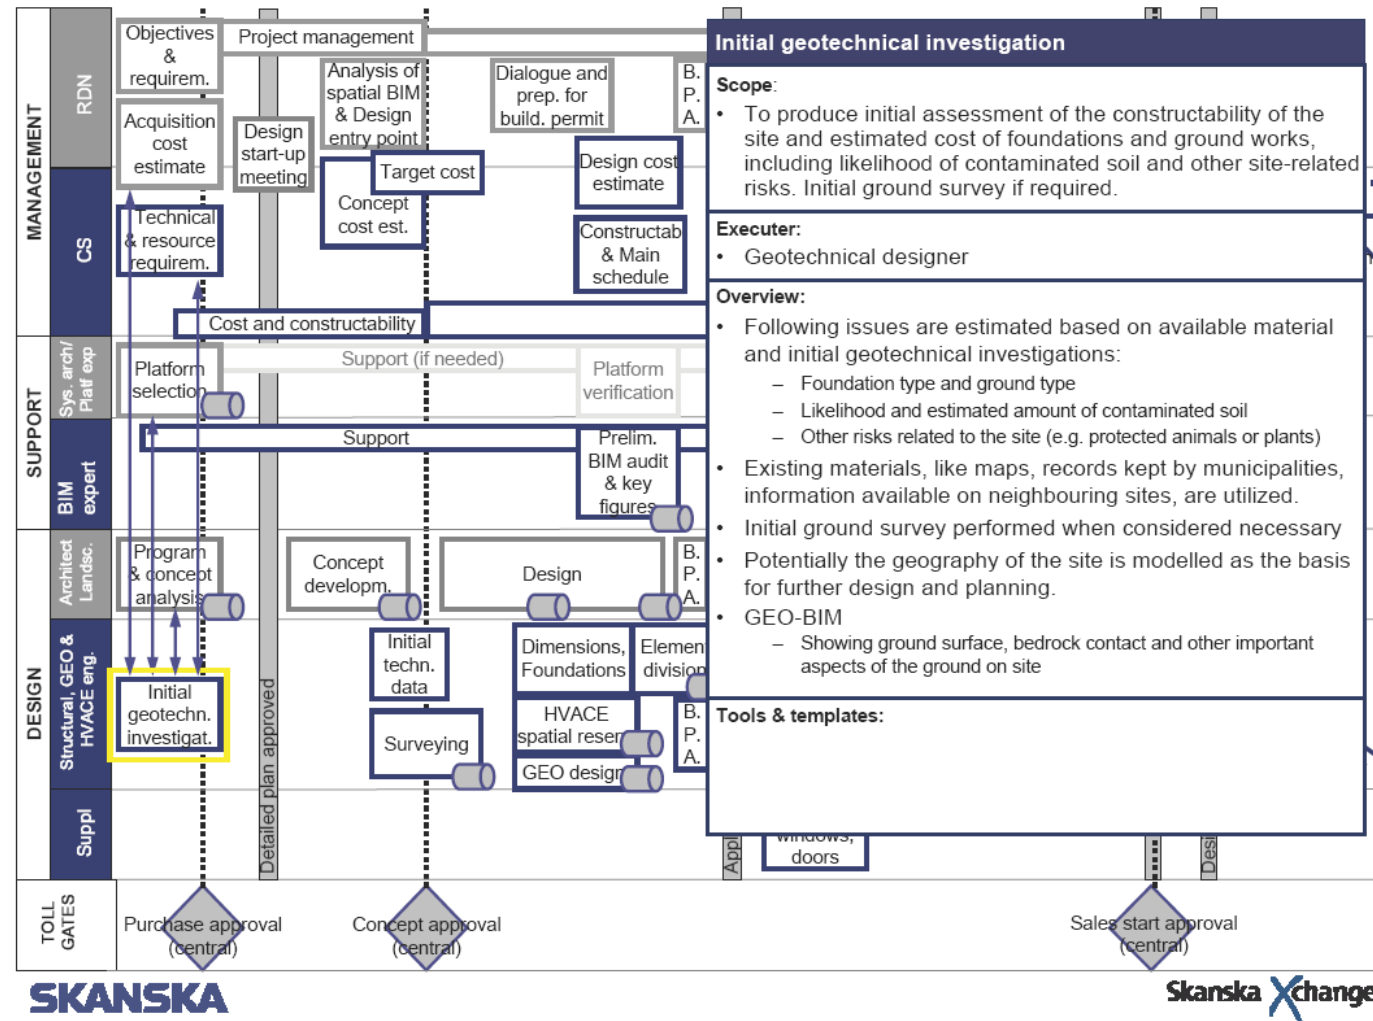 MANAGEMENT
RDN
Objectives
&
requirem.
Project management
Acquisition
cost
estimate
Design
start-up
meeting
Analysis of
spatial BIM
& Design
entry point
Dialogue and
prep. for
build. permit
B.
P.
A.
CS
Technical
& resource
requirem.
Target cost
Concept
cost est.
Design cost
estimate
Constructab
& Main
schedule
Cost and constructability
SUPPORT
Sys. arch/
Platf exp
Platform
selection
Support (if needed)
Platform
verification
BIM
expert
Support
Prelim.
BIM audit
& key
figures
DESIGN
Architect
Landsc.
Program
& concept
analysis
Concept
developm.
Design
B.
P.
A.
Structural, GEO &
HVACE eng.
Initial
geotechn.
investigat.
Initial
techn.
data
Surveying
Dimensions,
Foundations
Elemen
division
HVACE
spatial reser
GEO design
B.
P.
A.
Suppl
Detailed plan approved
Appl
windows,
doors
Desi
TOLL
GATES
Purchase approval
(central)
Concept approval
(central)
Sales start approval
(central)
Initial geotechnical investigation
Scope:
• To produce initial assessment of the constructability of the
site and estimated cost of foundations and ground works,
including likelihood of contaminated soil and other site-related
risks. Initial ground survey if required.
Executer:
• Geotechnical designer
Overview:
• Following issues are estimated based on available material
and initial geotechnical investigations:
– Foundation type and ground type
– Likelihood and estimated amount of contaminated soil
– Other risks related to the site (e.g. protected animals or plants)
• Existing materials, like maps, records kept by municipalities,
information available on neighbouring sites, are utilized.
• Initial ground survey performed when considered necessary
• Potentially the geography of the site is modelled as the basis
for further design and planning.
• GEO-BIM
– Showing ground surface, bedrock contact and other important
aspects of the ground on site
Tools & templates:
SKANSKA
Skanska Xchange